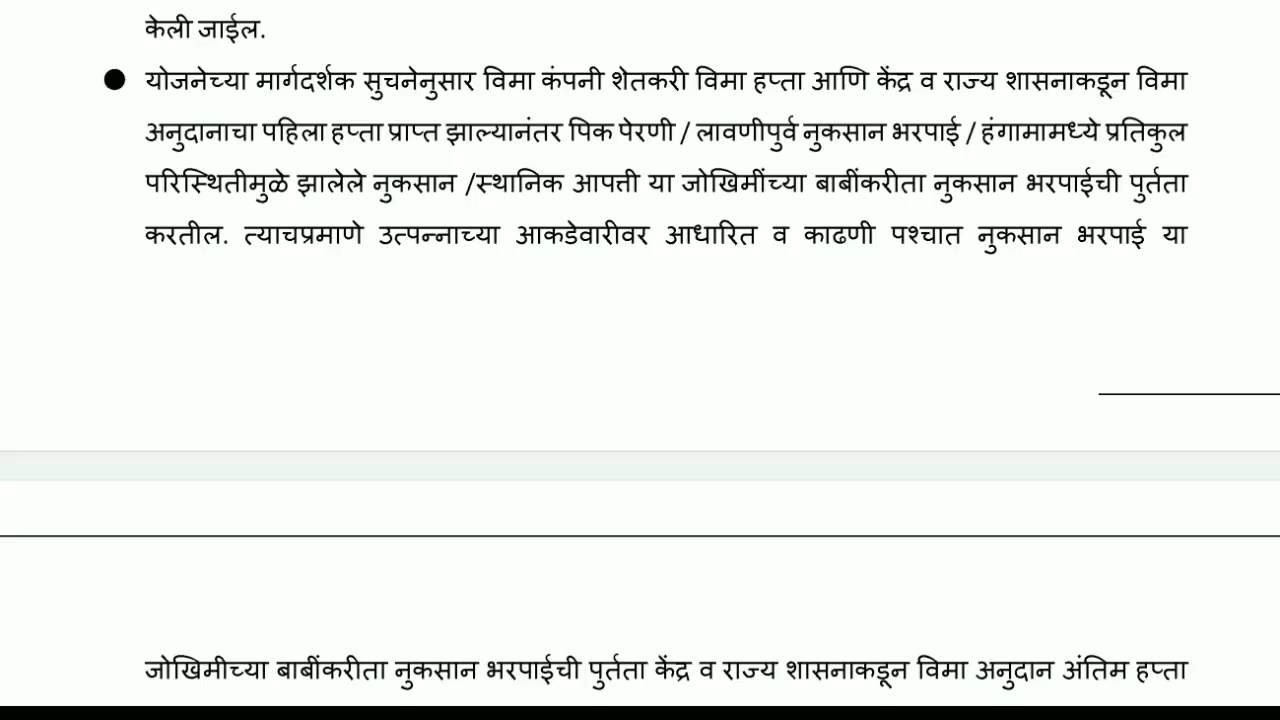 केली जाईल.
● योजनेच्या मार्गदर्शक सुचनेनुसार विमा कंपनी शेतकरी विमा हप्ता आणि केंद्र व राज्य शासनाकडून विमा
अनुदानाचा पहिला हप्ता प्राप्त झाल्यानंतर पिक पेरणी / लावणीपुर्व नुकसान भरपाई / हंगामामध्ये प्रतिकुल
परिस्थितीमुळे झालेले नुकसान /स्थानिक आपत्ती या जोखिमींच्या बाबींकरीता नुकसान भरपाईची पुर्तता
करतील. त्याचप्रमाणे उत्पन्नाच्या आकडेवारीवर आधारित व काढणी पश्चात नुकसान भरपाई या
जोखिमीच्या बाबींकरीता नुकसान भरपाईची पुर्तता केंद्र व राज्य शासनाकडून विमा अनुदान अंतिम हप्ता